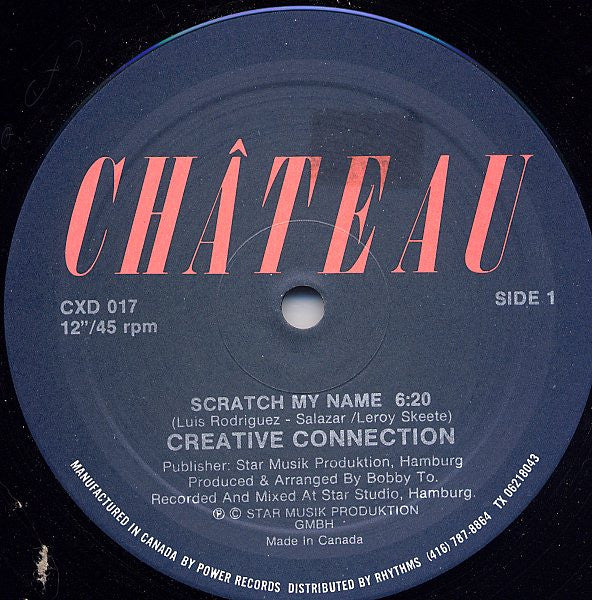 CHÂTEAU
CXD 017
12"/45 rpm
SIDE 1
SCRATCH MY NAME 6:20
(Luis Rodriguez - Salazar /Leroy Skeete)
CREATIVE CONNECTION
Publisher: Star Musik Produktion, Hamburg
Produced & Arranged By Bobby To.
Recorded And Mixed At Star Studio, Hamburg.
℗ © STAR MUSIK PRODUKTION
GMBH
Made in Canada
MANUFACTURED IN CANADA BY POWER RECORDS DISTRIBUTED BY RHYTHMS (416) 787-8864 TX 06218043